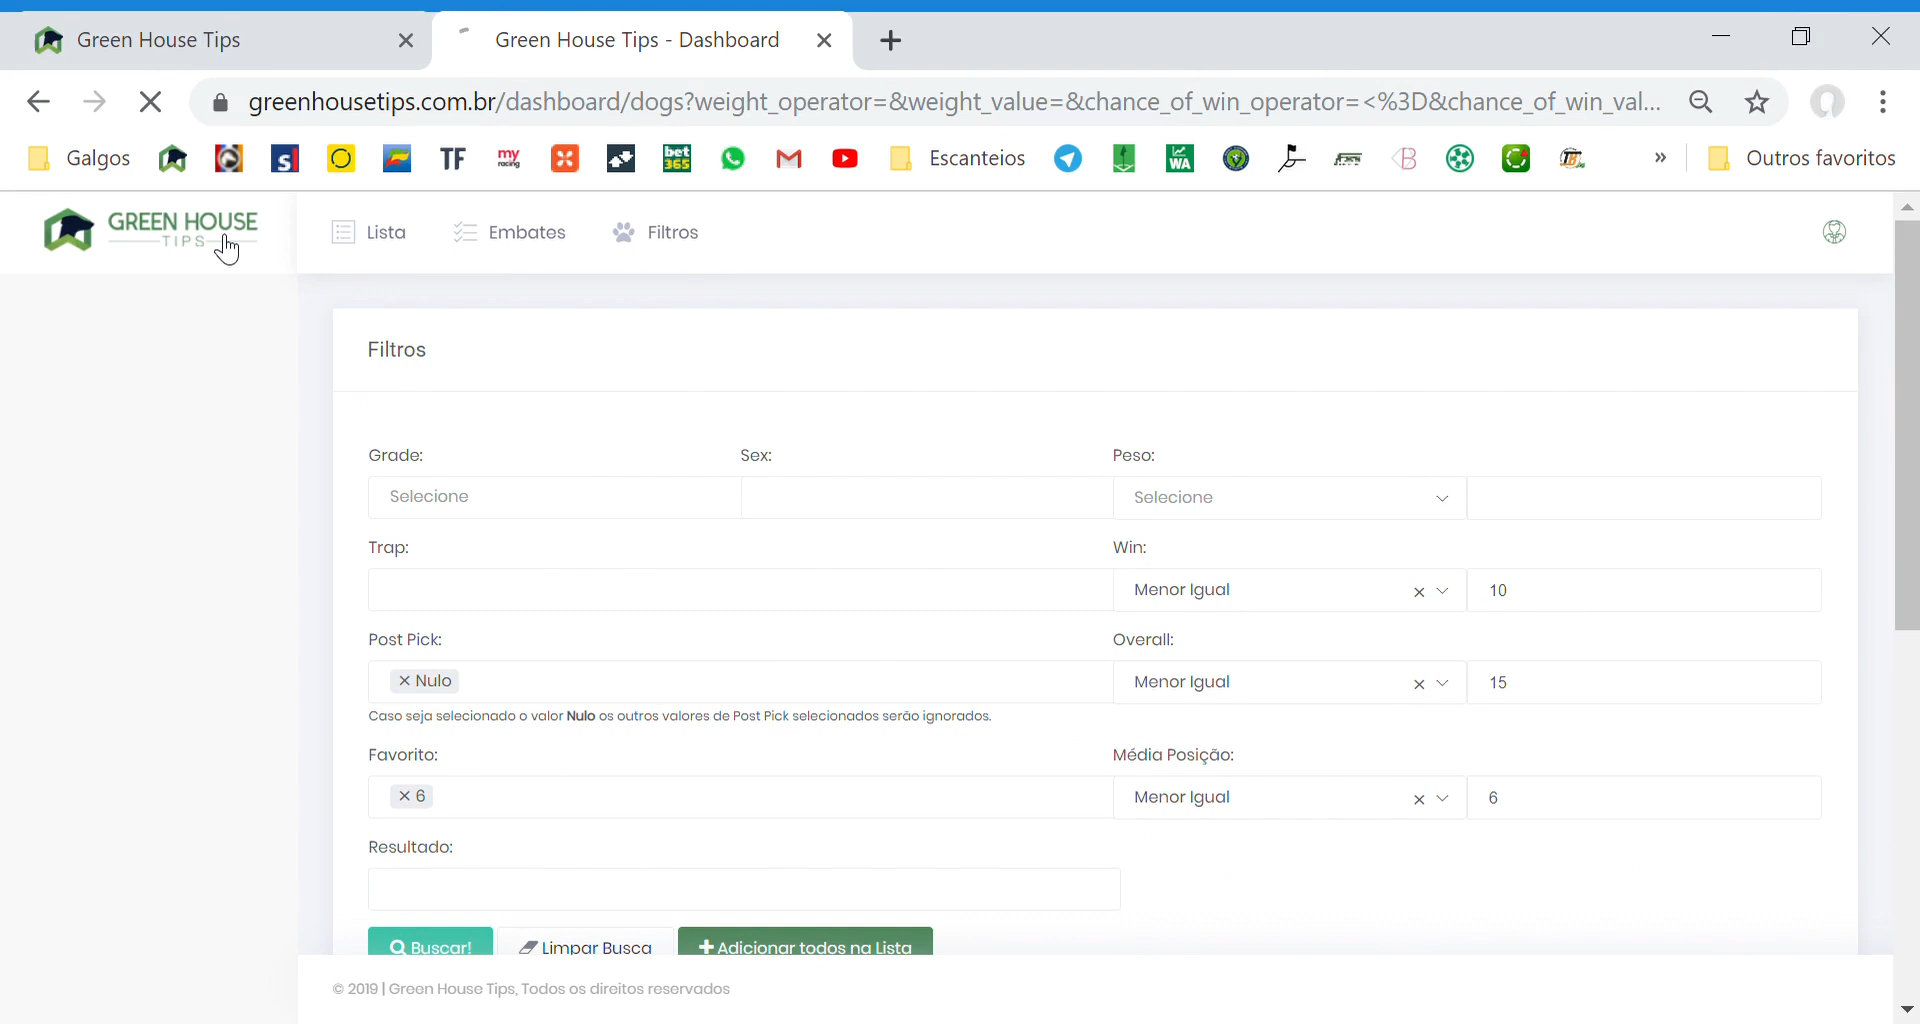 Green House Tips
Green House Tips - Dashboard
greenhousetips.com.br/dashboard/dogs?weight_operator=&weight_value=&chance_of_win_operator=<%3D&chance_of_win_val...
Galgos
TF
my racing
bet365
Escanteios
WA
»
Outros favoritos
GREEN HOUSE
TIPS
Lista
Embates
Filtros
Filtros
Grade:
Sex:
Peso:
Selecione
Selecione
Trap:
Win:
Menor Igual
10
Post Pick:
Overall:
× Nulo
Menor Igual
15
Caso seja selecionado o valor Nulo os outros valores de Post Pick selecionados serão ignorados.
Favorito:
Média Posição:
× 6
Menor Igual
6
Resultado:
Buscar!
Limpar Busca
+Adicionar todos na Lista
© 2019 | Green House Tips, Todos os direitos reservados